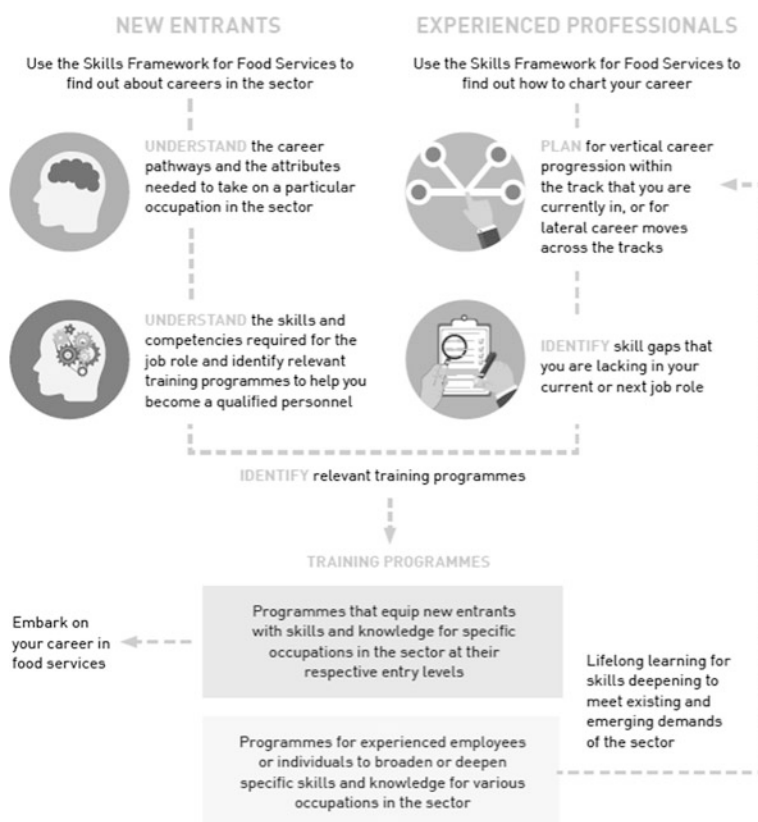 NEW ENTRANTS
Use the Skills Framework for Food Services to
find out about careers in the sector
UNDERSTAND the career
pathways and the attributes
needed to take on a particular
occupation in the sector
UNDERSTAND the skills and
competencies required for the
job role and identify relevant
training programmes to help you
become a qualified personnel
EXPERIENCED PROFESSIONALS
Use the Skills Framework for Food Services to
find out how to chart your career
PLAN for vertical career
progression within
the track that you are
currently in, or for
lateral career moves
across the tracks
IDENTIFY skill gaps that
you are lacking in your
current or next job role
IDENTIFY relevant training programmes
TRAINING PROGRAMMES
Programmes that equip new entrants
with skills and knowledge for specific
occupations in the sector at their
respective entry levels
Embark on
your career in
food services
Programmes for experienced employees
or individuals to broaden or deepen
specific skills and knowledge for various
occupations in the sector
Lifelong learning for
skills deepening to
meet existing and
emerging demands
of the sector